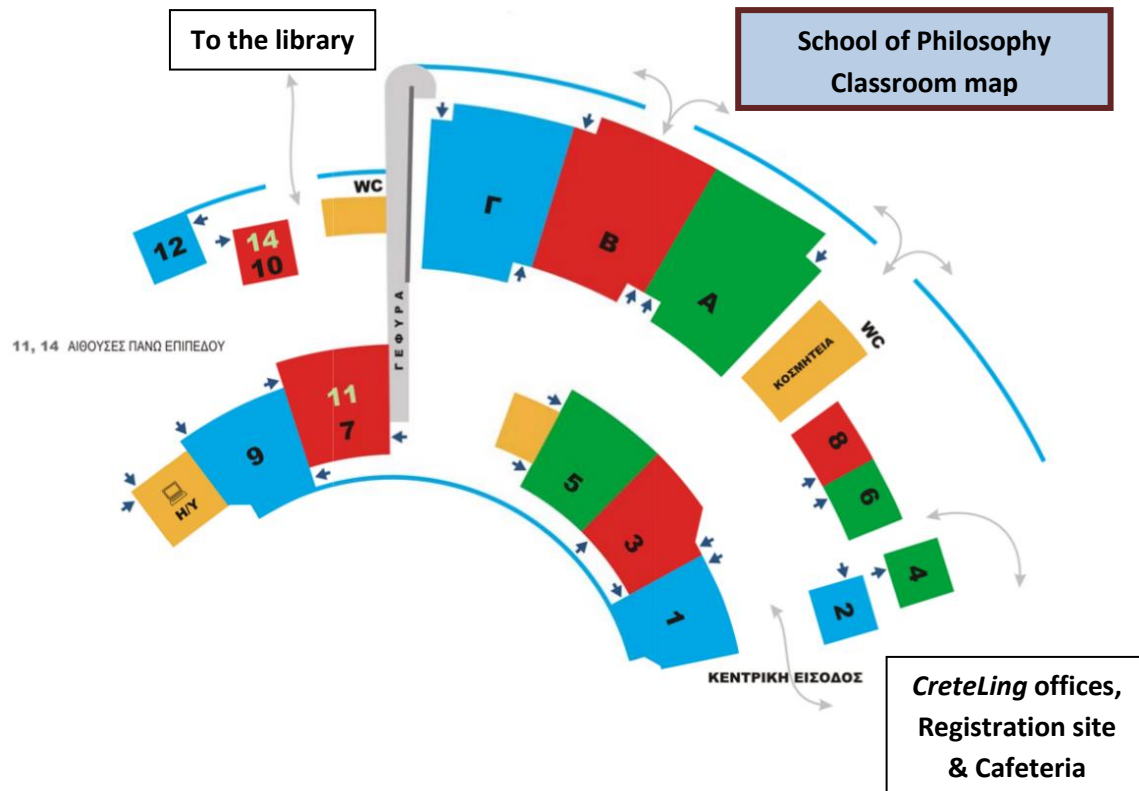 To the library
School of Philosophy
Classroom map
WC
12
14
10
Γ
Β
Α
ΓΕΦΥΡΑ
11, 14 ΑΙΘΟΥΣΕΣ ΠΑΝΩ ΕΠΙΠΕΔΟΥ
ΚΟΣΜΗΤΕΙΑ
WC
11
7
9
Η/Υ
5
3
1
8
6
4
2
ΚΕΝΤΡΙΚΗ ΕΙΣΟΔΟΣ
CreteLing offices,
Registration site
& Cafeteria